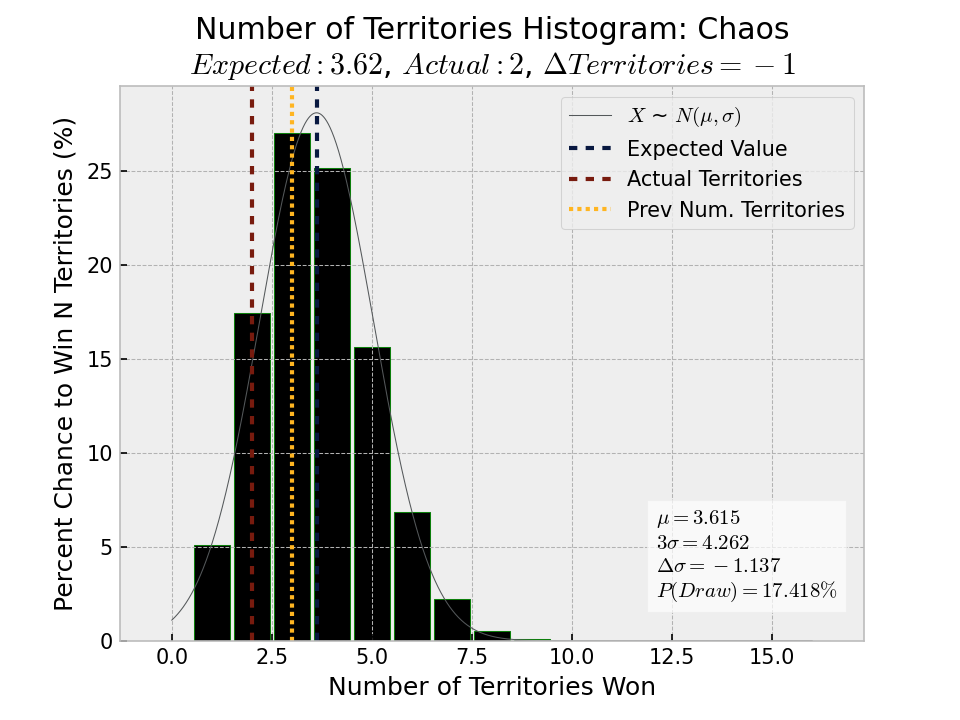 Number of Territories Histogram: Chaos
Expected : 3.62, Actual : 2, ΔTerritories = −1
X ~ N(μ, σ)
Expected Value
Actual Territories
Prev Num. Territories
Percent Chance to Win N Territories (%)
25
20
15
10
5
0
μ = 3.615
3σ = 4.262
Δσ = −1.137
P(Draw) = 17.418%
0.0 2.5 5.0 7.5 10.0 12.5 15.0
Number of Territories Won